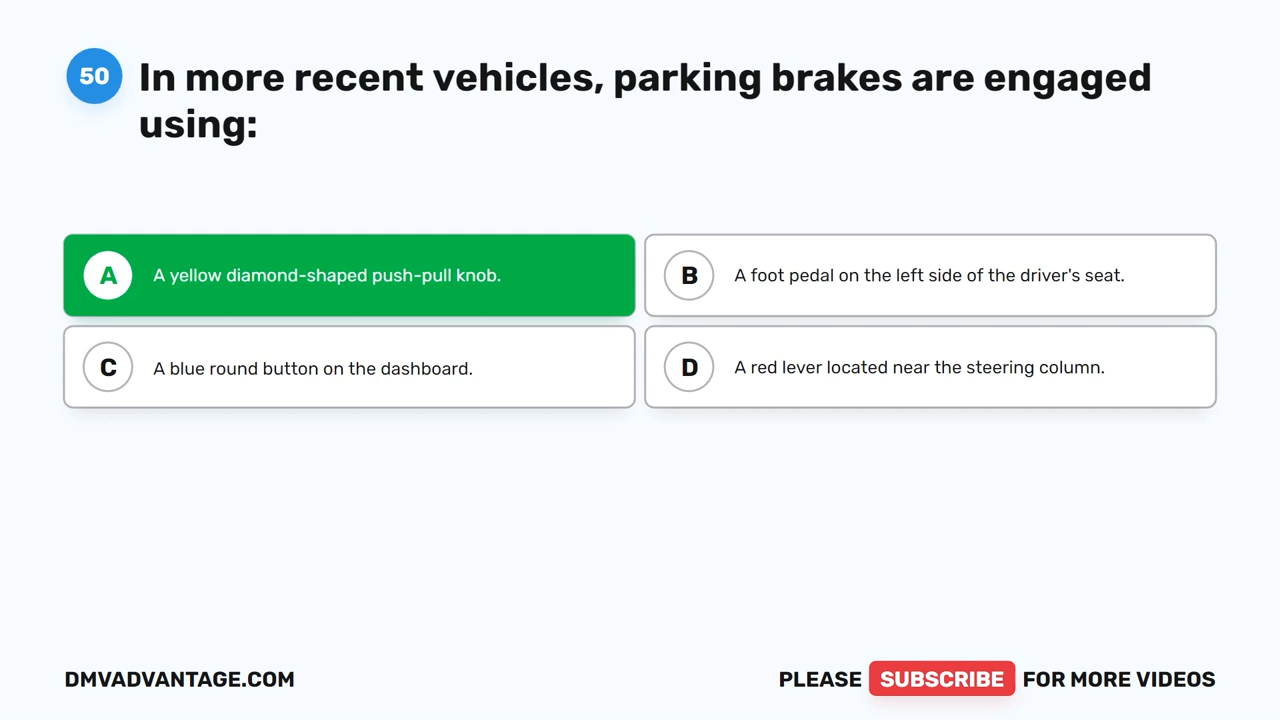 50
In more recent vehicles, parking brakes are engaged
using:
A A yellow diamond-shaped push-pull knob.
B A foot pedal on the left side of the driver's seat.
C A blue round button on the dashboard.
D A red lever located near the steering column.
DMVADVANTAGE.COM
PLEASE SUBSCRIBE FOR MORE VIDEOS